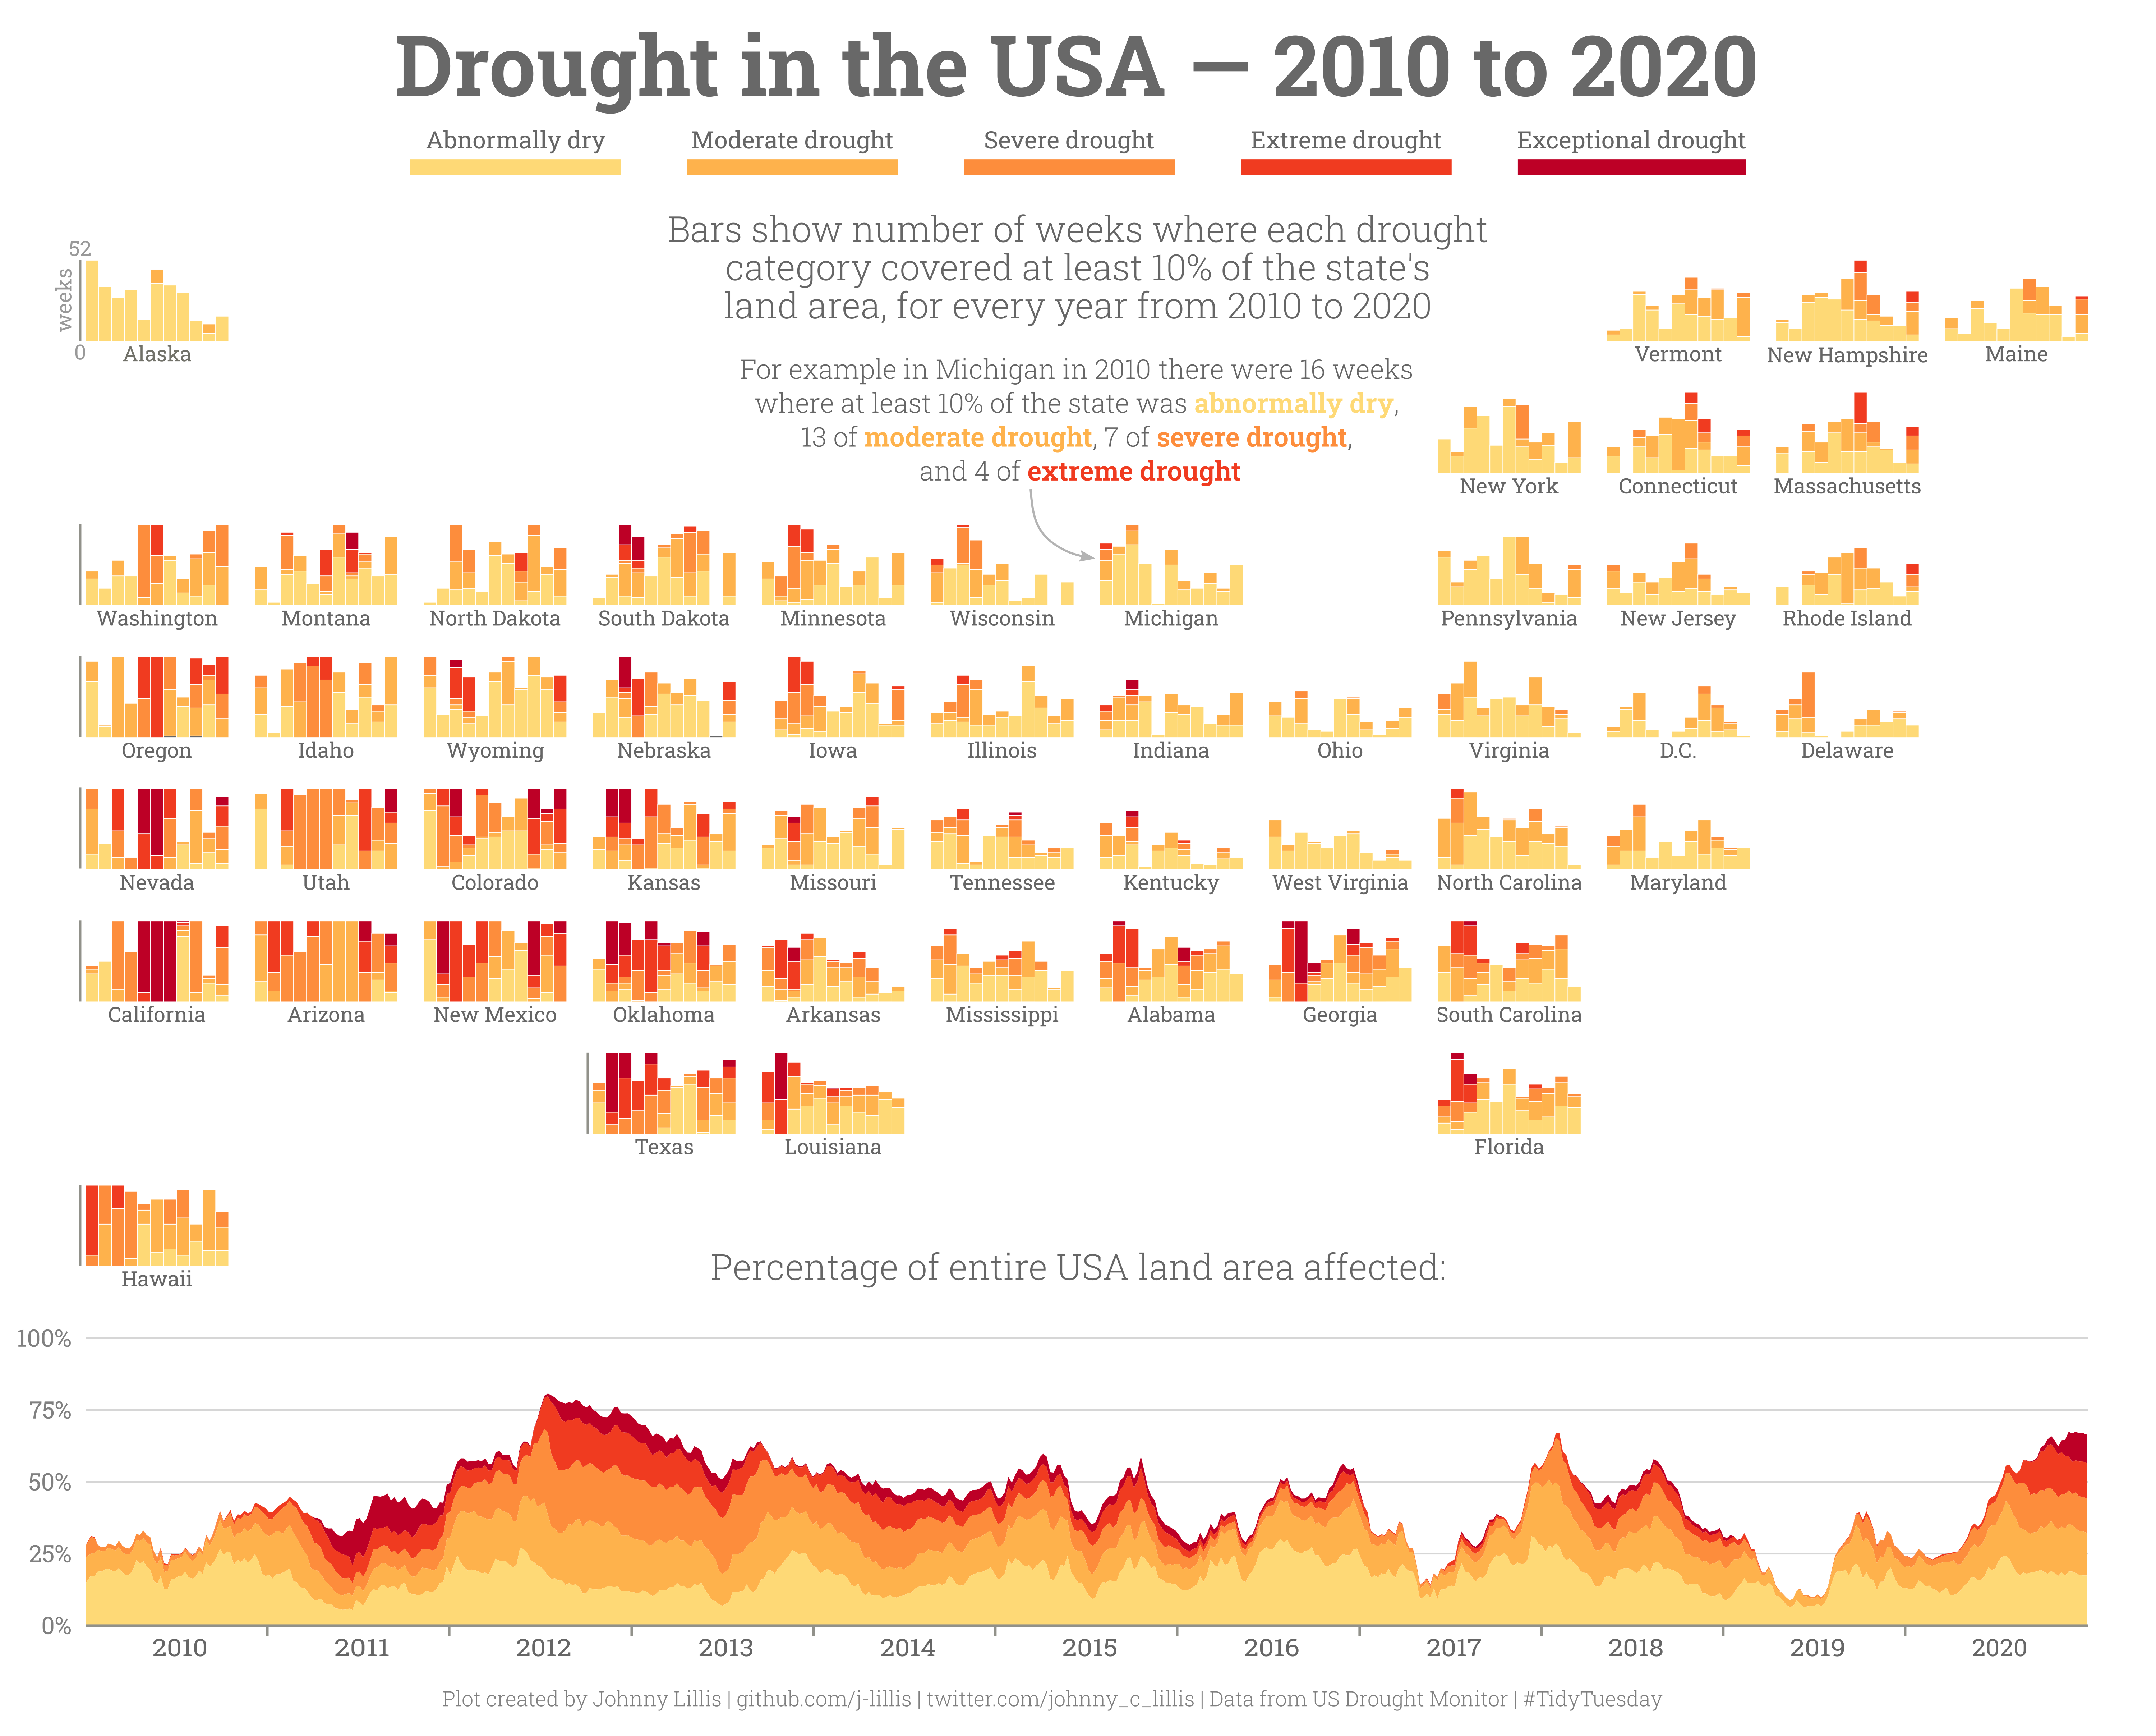 Drought in the USA — 2010 to 2020
Abnormally dry
Moderate drought
Severe drought
Extreme drought
Exceptional drought
Bars show number of weeks where each drought
category covered at least 10% of the state's
land area, for every year from 2010 to 2020
For example in Michigan in 2010 there were 16 weeks
where at least 10% of the state was abnormally dry,
13 of moderate drought, 7 of severe drought,
and 4 of extreme drought
52
weeks
0
Alaska
Vermont
New Hampshire
Maine
New York
Connecticut
Massachusetts
Washington
Montana
North Dakota
South Dakota
Minnesota
Wisconsin
Michigan
Pennsylvania
New Jersey
Rhode Island
Oregon
Idaho
Wyoming
Nebraska
Iowa
Illinois
Indiana
Ohio
Virginia
D.C.
Delaware
Nevada
Utah
Colorado
Kansas
Missouri
Tennessee
Kentucky
West Virginia
North Carolina
Maryland
California
Arizona
New Mexico
Oklahoma
Arkansas
Mississippi
Alabama
Georgia
South Carolina
Texas
Louisiana
Florida
Hawaii
Percentage of entire USA land area affected:
100%
75%
50%
25%
0%
2010
2011
2012
2013
2014
2015
2016
2017
2018
2019
2020
Plot created by Johnny Lillis | github.com/j-lillis | twitter.com/johnny_c_lillis | Data from US Drought Monitor | #TidyTuesday